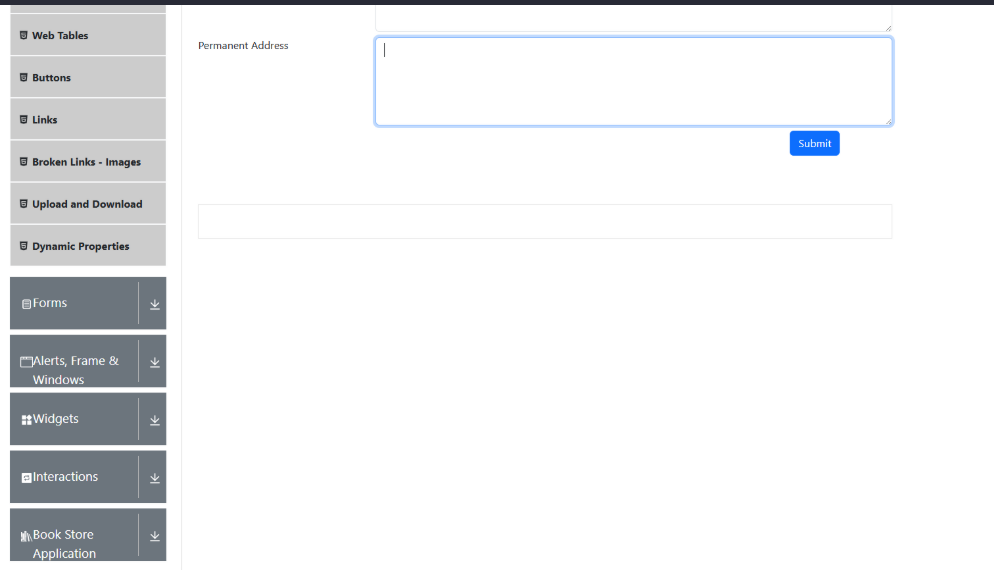 Web Tables
Permanent Address
Buttons
Links
Submit
Broken Links - Images
Upload and Download
Dynamic Properties
Forms
Alerts, Frame &
Windows
Widgets
Interactions
Book Store
Application